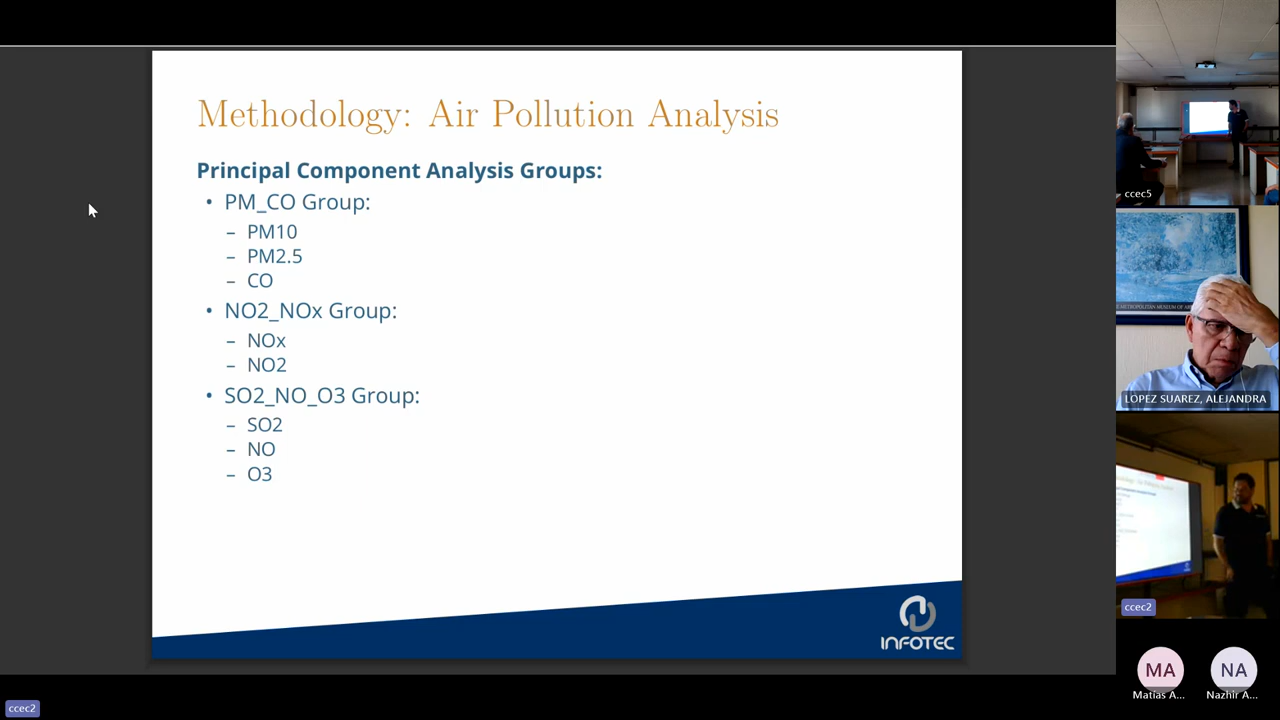 Methodology: Air Pollution Analysis
Principal Component Analysis Groups:
• PM_CO Group:
– PM10
– PM2.5
– CO
• NO2_NOx Group:
– NOx
– NO2
• SO2_NO_O3 Group:
– SO2
– NO
– O3
INFOTEC
ccec2
ccec5
LOPEZ SUAREZ, ALEJANDRA
ccec2
MA
Matías A...
NA
Nazhir A...